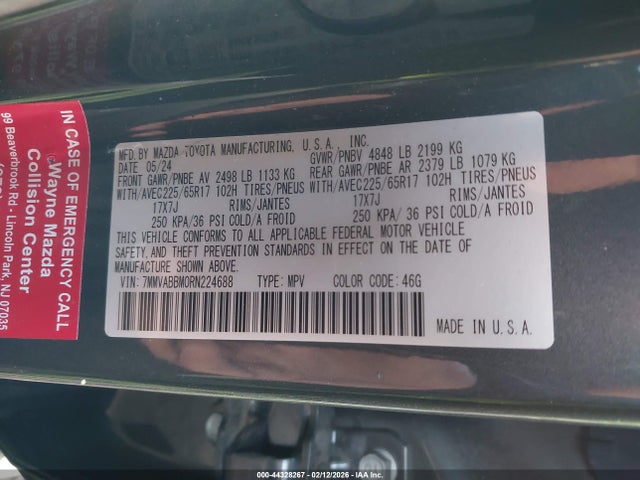 MFD. BY MAZDA TOYOTA MANUFACTURING, U.S.A., INC.
DATE 05/24
GVWR/PNBV 4848 LB 2199 KG
FRONT GAWR/PNBE AV 2498 LB 1133 KG
REAR GAWR/PNBE AR 2379 LB 1079 KG
WITH/AVEC225/65R17 102H TIRES/PNEUS
WITH/AVEC225/65R17 102H TIRES/PNEUS
17X7J RIMS/JANTES
17X7J RIMS/JANTES
250 KPA/36 PSI COLD/A FROID
250 KPA/36 PSI COLD/A FROID
THIS VEHICLE CONFORMS TO ALL APPLICABLE FEDERAL MOTOR VEHICLE
SAFETY, AND THEFT PREVENTION STANDARDS IN EFFECT ON THE DATE OF
MANUFACTURE SHOWN ABOVE.
VIN: 7MMVABBM0RN224688 TYPE: MPV COLOR CODE: 46G
MADE IN U.S.A.
IN CASE OF EMERGENCY CALL
Wayne Mazda
Collision Center
99 Beaverbrook Rd - Lincoln Park, NJ 07035
000-44328267 - 02/12/2026 - IAAI.COM